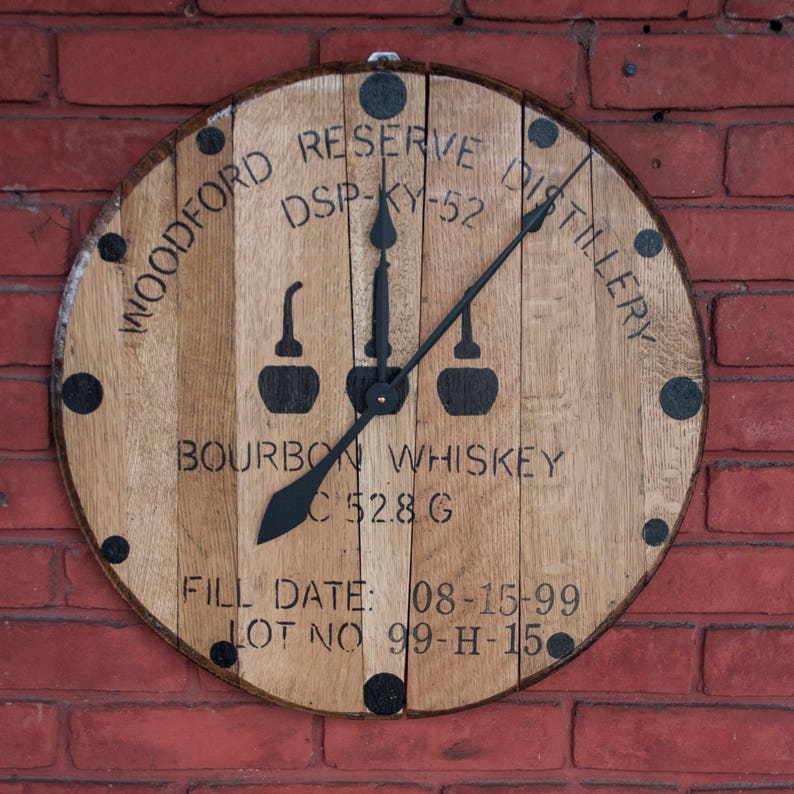 WOODFORD RESERVE DISTILLERY
DSP-KY-52
BOURBON WHISKEY
C 52.8 G
FILL DATE: 08-15-99
LOT NO 99-H-15